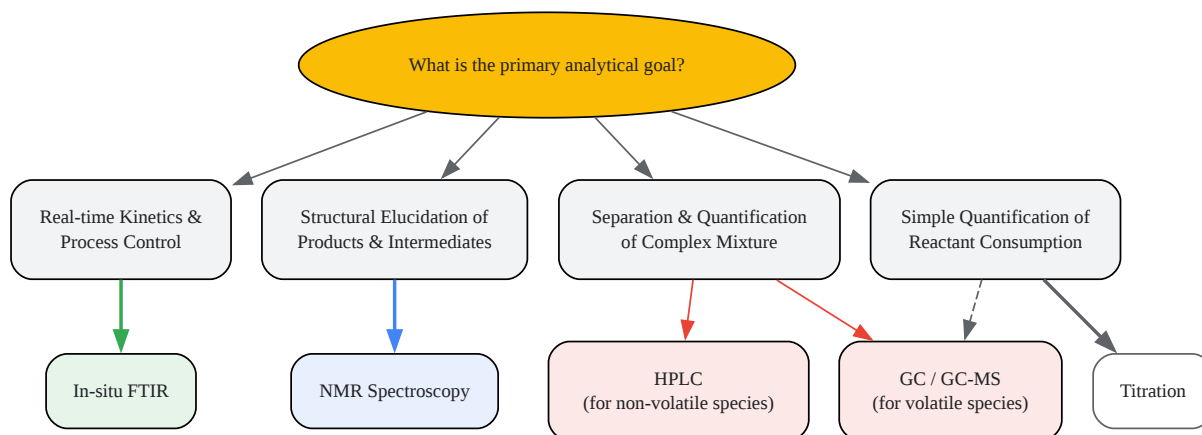 What is the primary analytical goal?
Real-time Kinetics &
Process Control
Structural Elucidation of
Products & Intermediates
Separation & Quantification
of Complex Mixture
Simple Quantification of
Reactant Consumption
In-situ FTIR
NMR Spectroscopy
HPLC
(for non-volatile species)
GC / GC-MS
(for volatile species)
Titration